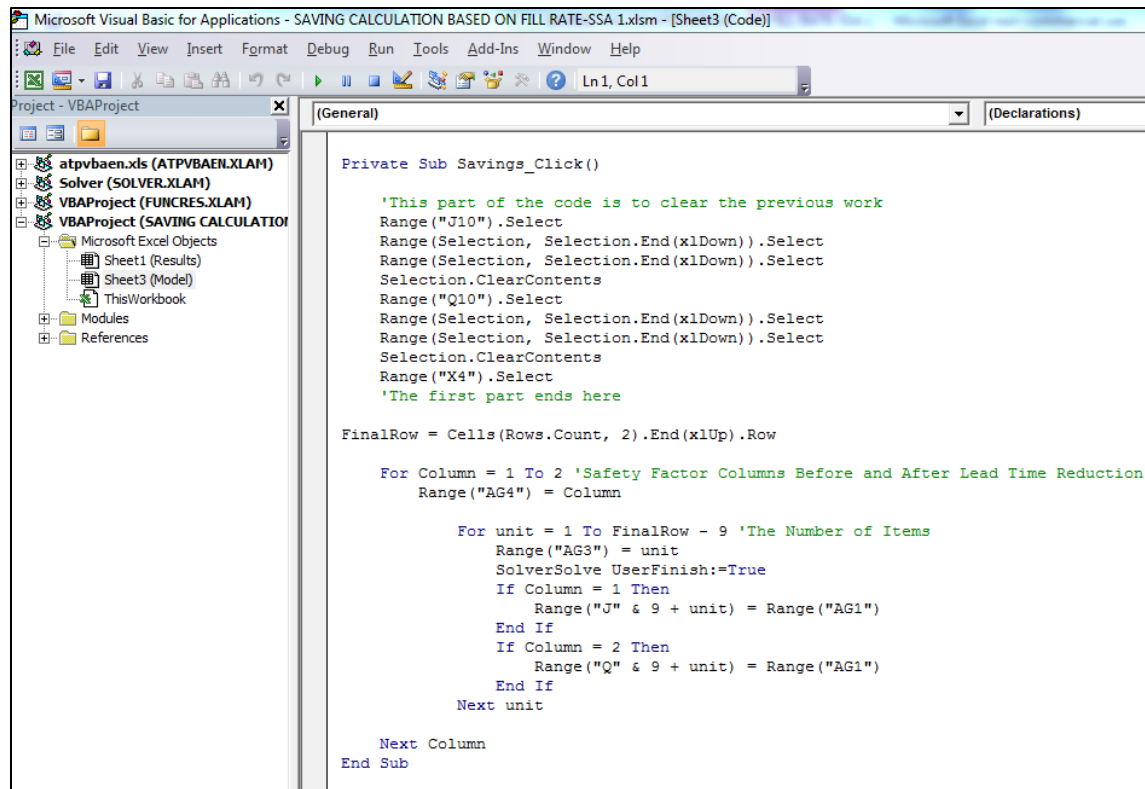 Microsoft Visual Basic for Applications - SAVING CALCULATION BASED ON FILL RATE-SSA 1.xlsm - [Sheet3 (Code)]
File Edit View Insert Format Debug Run Tools Add-Ins Window Help
Ln 1, Col 1
Project - VBAProject
(General)
(Declarations)
atpvbaen.xls (ATPVBAEN.XLAM)
Solver (SOLVER.XLAM)
VBAProject (FUNCRES.XLAM)
VBAProject (SAVING CALCULATION
Microsoft Excel Objects
Sheet1 (Results)
Sheet3 (Model)
ThisWorkbook
Modules
References
Private Sub Savings_Click()
'This part of the code is to clear the previous work
Range("J10").Select
Range(Selection, Selection.End(xlDown)).Select
Range(Selection, Selection.End(xlDown)).Select
Selection.ClearContents
Range("Q10").Select
Range(Selection, Selection.End(xlDown)).Select
Range(Selection, Selection.End(xlDown)).Select
Selection.ClearContents
Range("X4").Select
'The first part ends here
FinalRow = Cells(Rows.Count, 2).End(xlUp).Row
For Column = 1 To 2 'Safety Factor Columns Before and After Lead Time Reduction
Range("AG4") = Column
For unit = 1 To FinalRow - 9 'The Number of Items
Range("AG3") = unit
SolverSolve UserFinish:=True
If Column = 1 Then
Range("J" & 9 + unit) = Range("AG1")
End If
If Column = 2 Then
Range("Q" & 9 + unit) = Range("AG1")
End If
Next unit
Next Column
End Sub